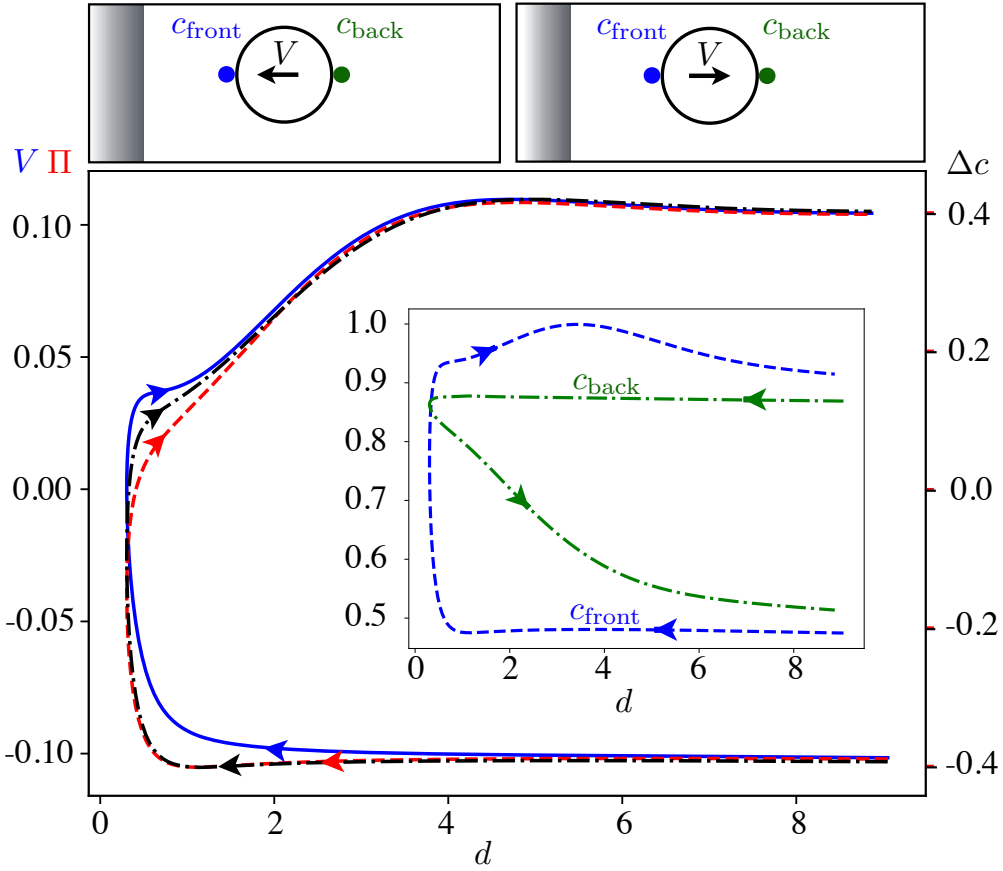 c_front c_back c_front c_back
V V
V Π Δc
0.10 0.4
0.05 0.2
0.00 0.0
-0.05 -0.2
-0.10 -0.4
1.0
0.9
0.8
0.7
0.6
0.5
c_back
c_front
0 2 4 6 8
d
0 2 4 6 8
d